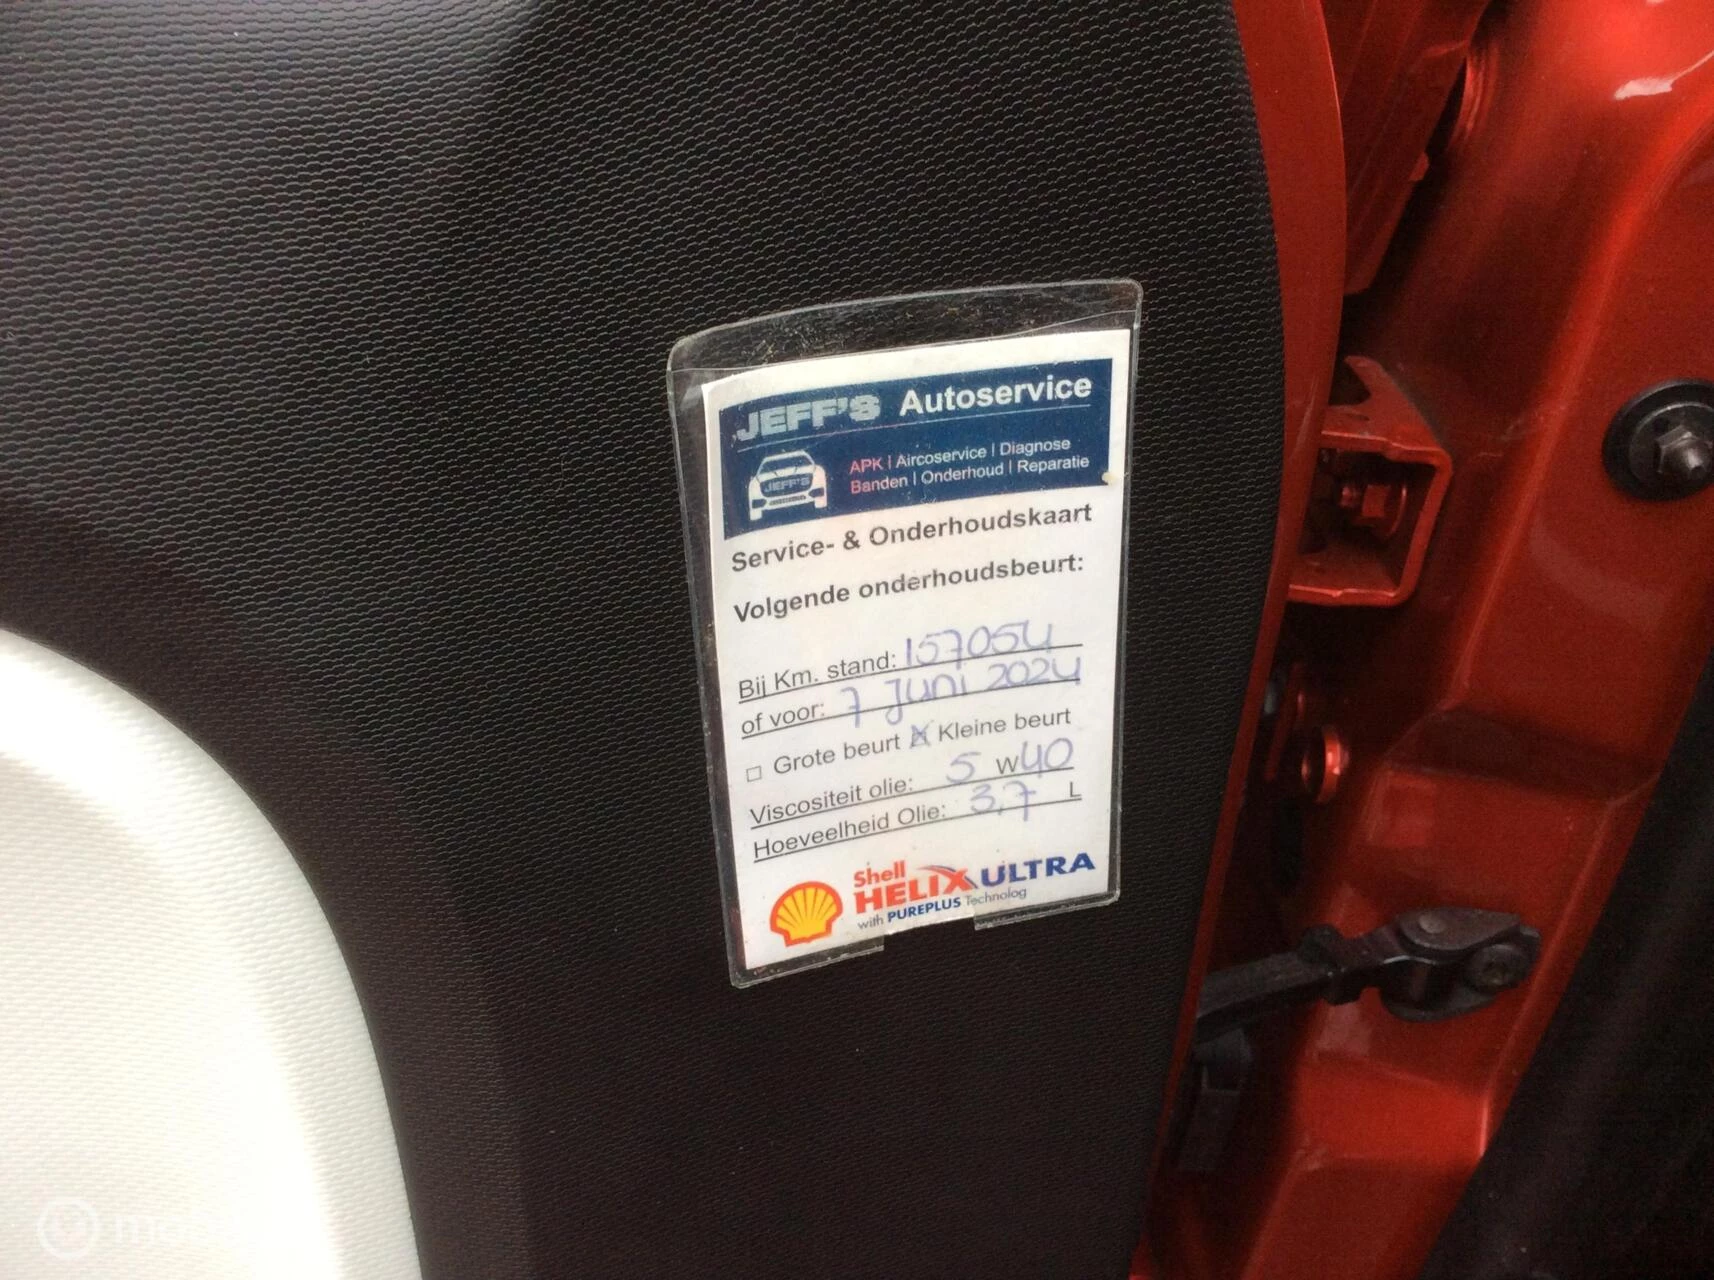 JEFF'S Autoservice
JEFF'S
APK | Aircoservice | Diagnose
Banden | Onderhoud | Reparatie
Service- & Onderhoudskaart
Volgende onderhoudsbeurt:
Bij Km. stand: 157054
of voor: 7 Juni 2024
☐ Grote beurt ☒ Kleine beurt
Viscositeit olie: 5 W40
Hoeveelheid Olie: 3,7 L
Shell
HELIX ULTRA
with PUREPLUS Technolog